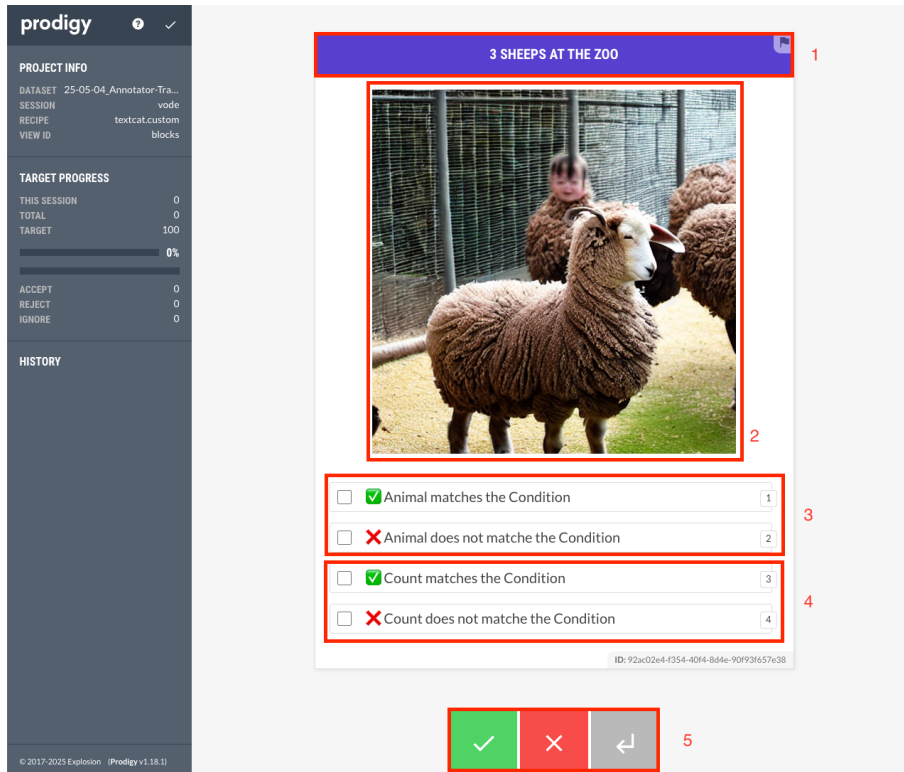 prodigy ?
PROJECT INFO
DATASET 25-05-04_Annotator-Tra...
SESSION vode
RECIPE textcat.custom
VIEW ID blocks
TARGET PROGRESS
THIS SESSION 0
TOTAL 0
TARGET 100
0%
ACCEPT 0
REJECT 0
IGNORE 0
HISTORY
© 2017-2025 Explosion (Prodigy v1.18.1)
3 SHEEPS AT THE ZOO
1
2
Animal matches the Condition 1
Animal does not matche the Condition 2
3
Count matches the Condition 3
Count does not matche the Condition 4
4
ID: 92ac02e4-f354-40f4-8d4e-90f93f657e38
5